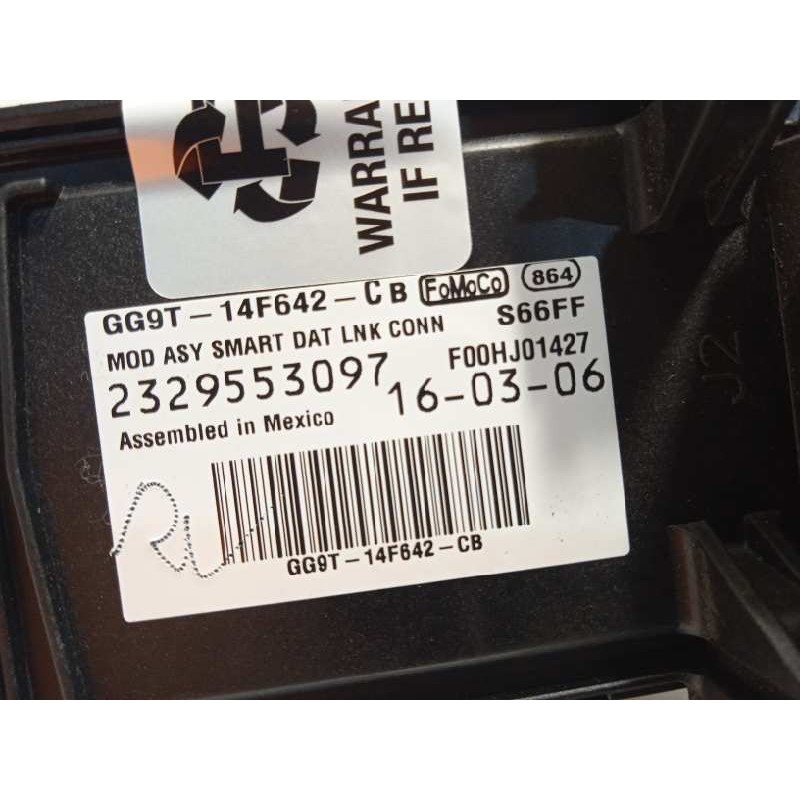 WARRA
IF RE
GG9T-14F642-CB FoMoCo 864
MOD ASY SMART DAT LNK CONN S66FF
2329553097 F00HJ01427
Assembled in Mexico 16-03-06
GG9T-14F642-CB
J2